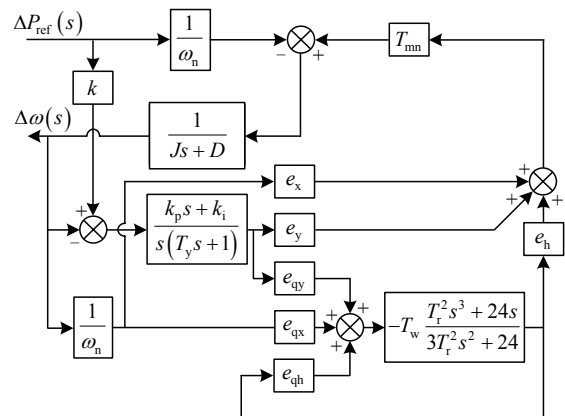 ΔP_ref(s)
1/ω_n
−
+
T_mn
k
Δω(s)
1/(Js + D)
+
−
(k_p s + k_i)/(s(T_y s + 1))
e_x
e_y
+
+
+
e_h
e_qy
+
+
+
+
1/ω_n
e_qx
−T_w (T_r^2 s^3 + 24s)/(3T_r^2 s^2 + 24)
e_qh